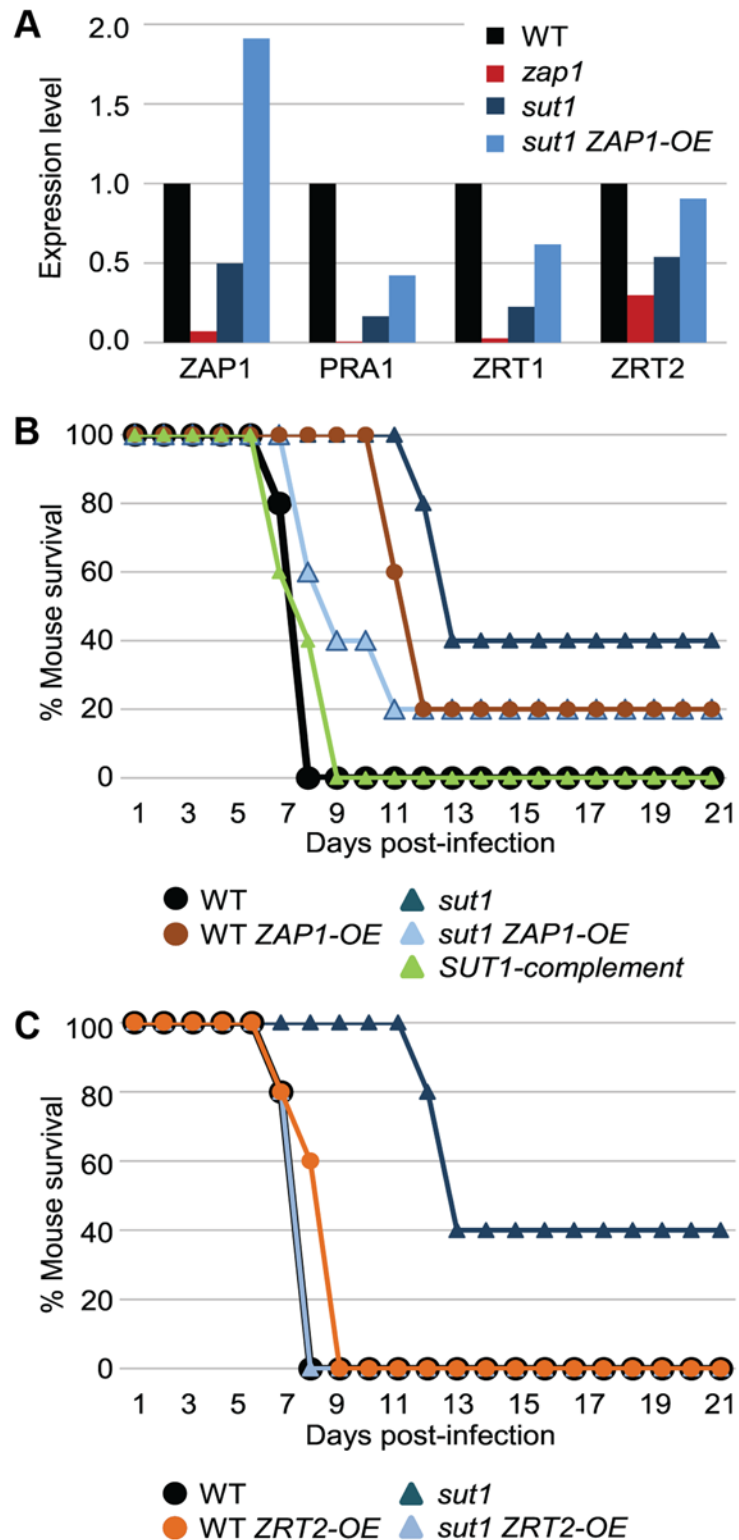 A
Expression level
2.0
1.5
1.0
0.5
0.0
WT
zap1
sut1
sut1 ZAP1-OE
ZAP1 PRA1 ZRT1 ZRT2
B
% Mouse survival
100
80
60
40
20
0
1 3 5 7 9 11 13 15 17 19 21
Days post-infection
WT sut1
WT ZAP1-OE sut1 ZAP1-OE
SUT1-complement
C
% Mouse survival
100
80
60
40
20
0
1 3 5 7 9 11 13 15 17 19 21
Days post-infection
WT sut1
WT ZRT2-OE sut1 ZRT2-OE